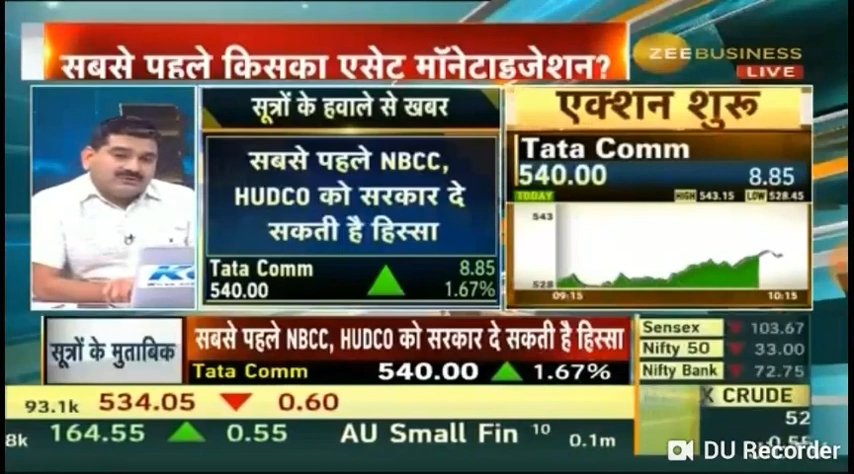 सबसे पहले किसका एसेट मॉनेटाइजेशन?
ZEEBUSINESS
LIVE
सूत्रों के हवाले से खबर
सबसे पहले NBCC,
HUDCO को सरकार दे
सकती है हिस्सा
Tata Comm 8.85
540.00 1.67%
एक्शन शुरू
Tata Comm
540.00 8.85
TODAY HIGH 543.15 LOW 528.45
543
528
09:15 10:15
सूत्रों के मुताबिक
सबसे पहले NBCC, HUDCO को सरकार दे सकती है हिस्सा
Tata Comm 540.00 1.67%
Sensex 103.67
Nifty 50 33.00
Nifty Bank 72.75
X CRUDE
52
0.55
93.1k 534.05 0.60
8k 164.55 0.55 AU Small Fin 10 0.1m
DU Recorder